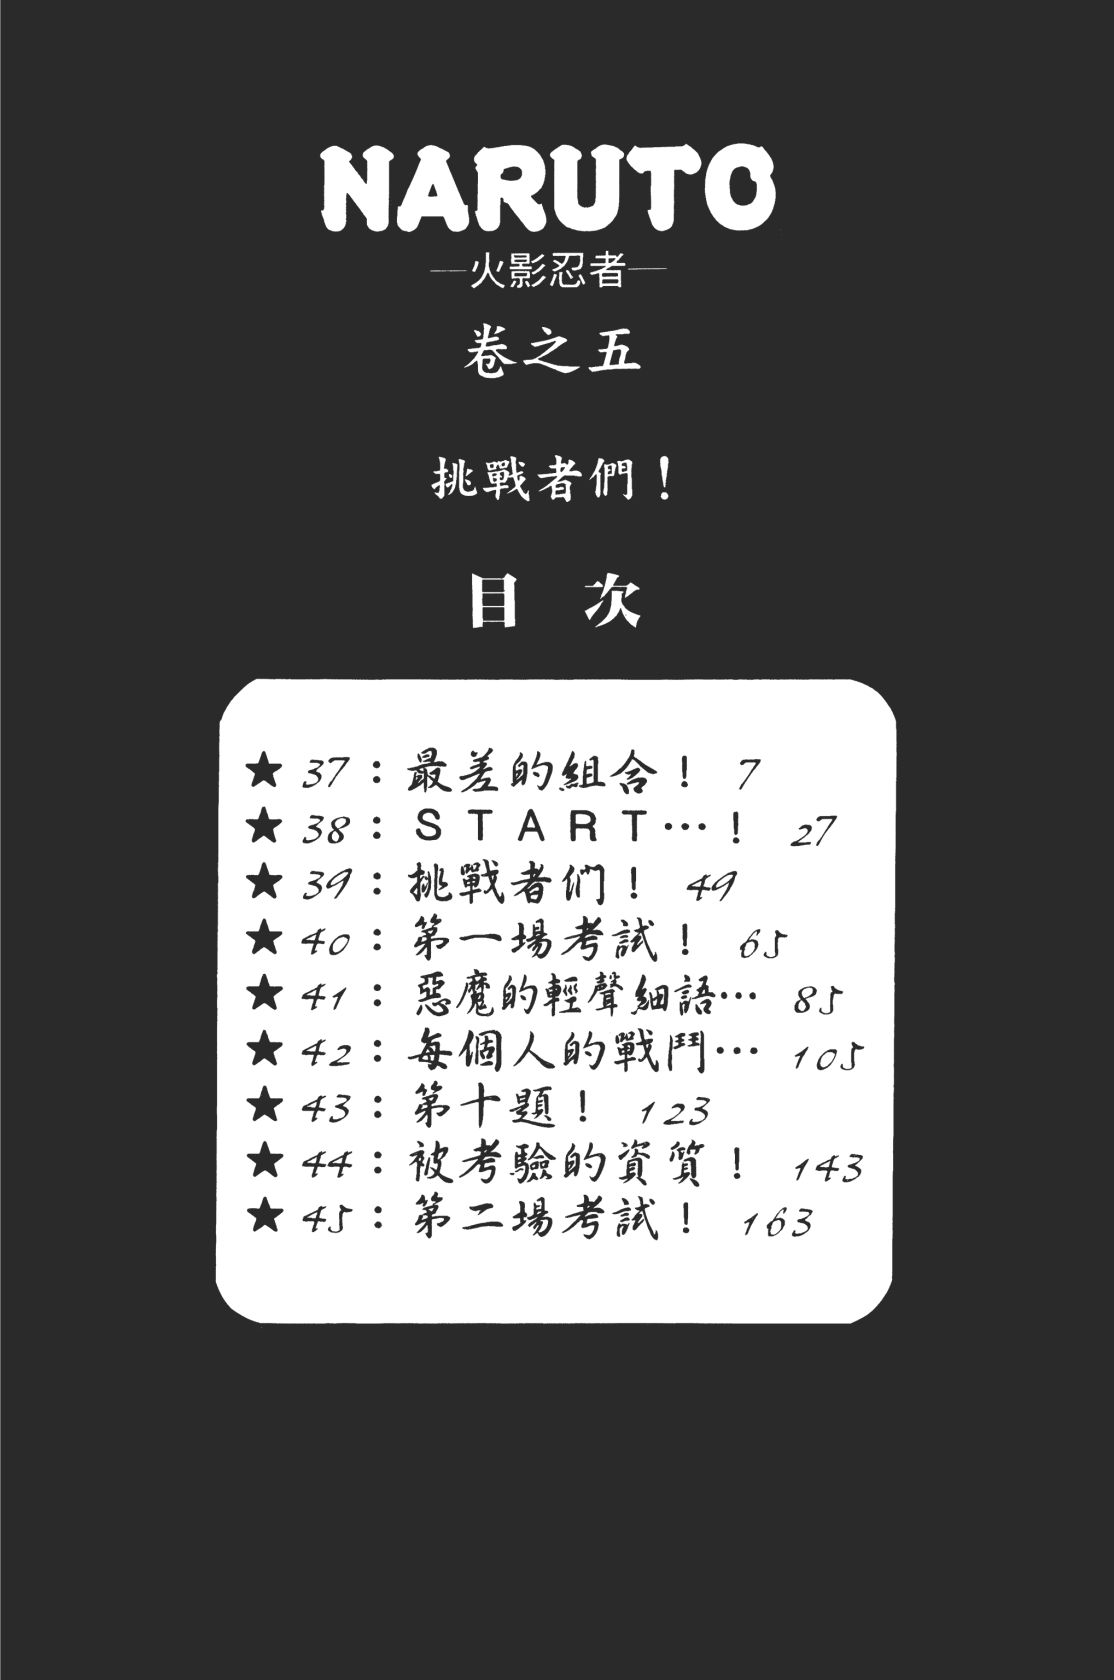 NARUTO
—火影忍者—
卷之五
挑戰者們！
目 次
★ 37：最差的組合！ 7
★ 38：START…！ 27
★ 39：挑戰者们！ 49
★ 40：第一場考試！ 65
★ 41：惡魔的輕聲細語… 85
★ 42：每個人的戰鬥… 105
★ 43：第十題！ 123
★ 44：被考驗的資質！ 143
★ 45：第二場考試！ 163